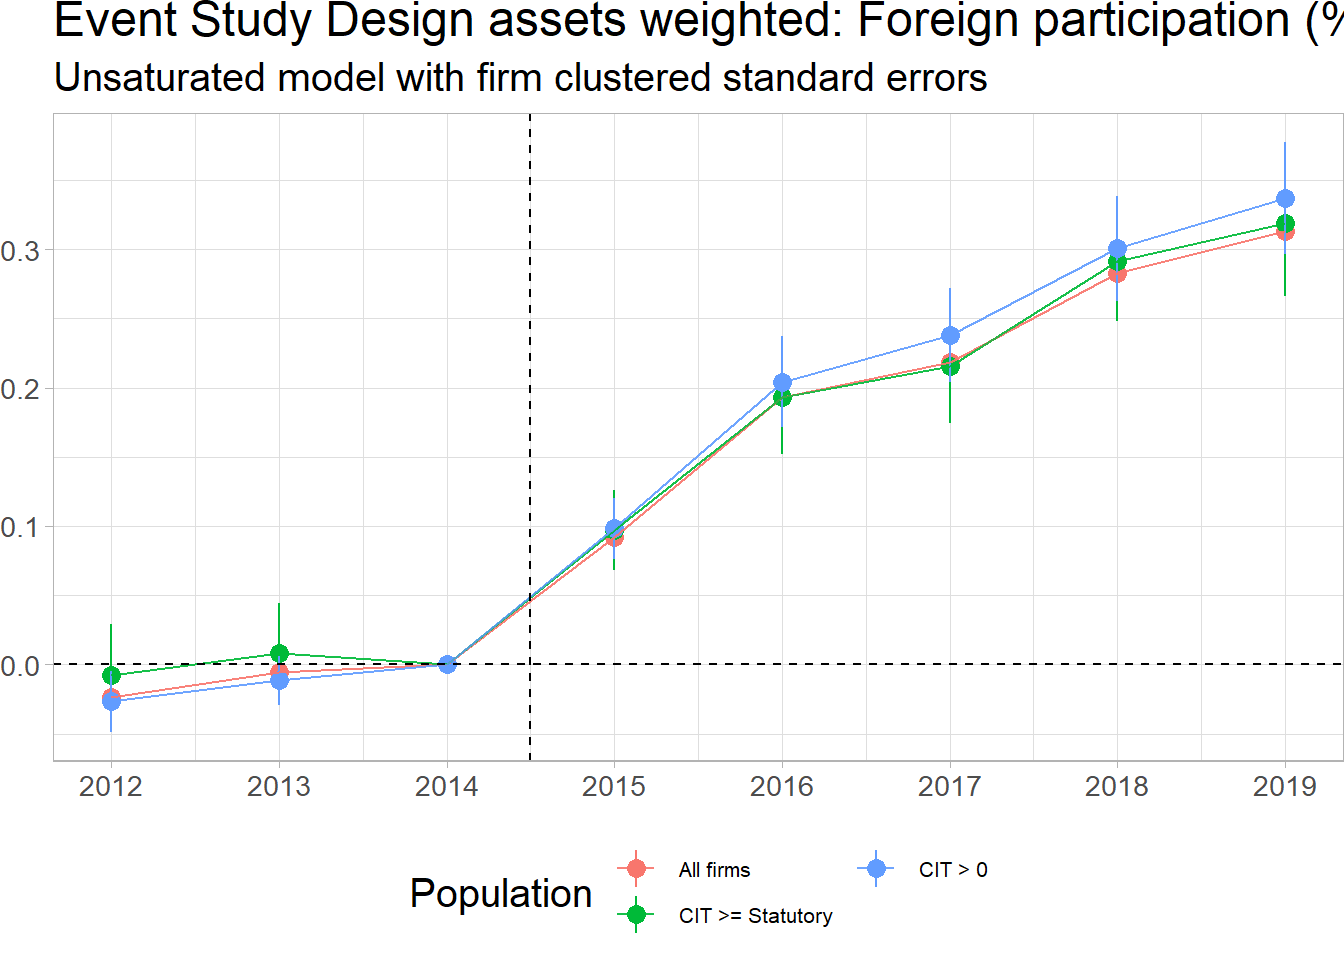 Event Study Design assets weighted: Foreign participation (%
Unsaturated model with firm clustered standard errors
0.3
0.2
0.1
0.0
2012 2013 2014 2015 2016 2017 2018 2019
Population
All firms
CIT > 0
CIT >= Statutory